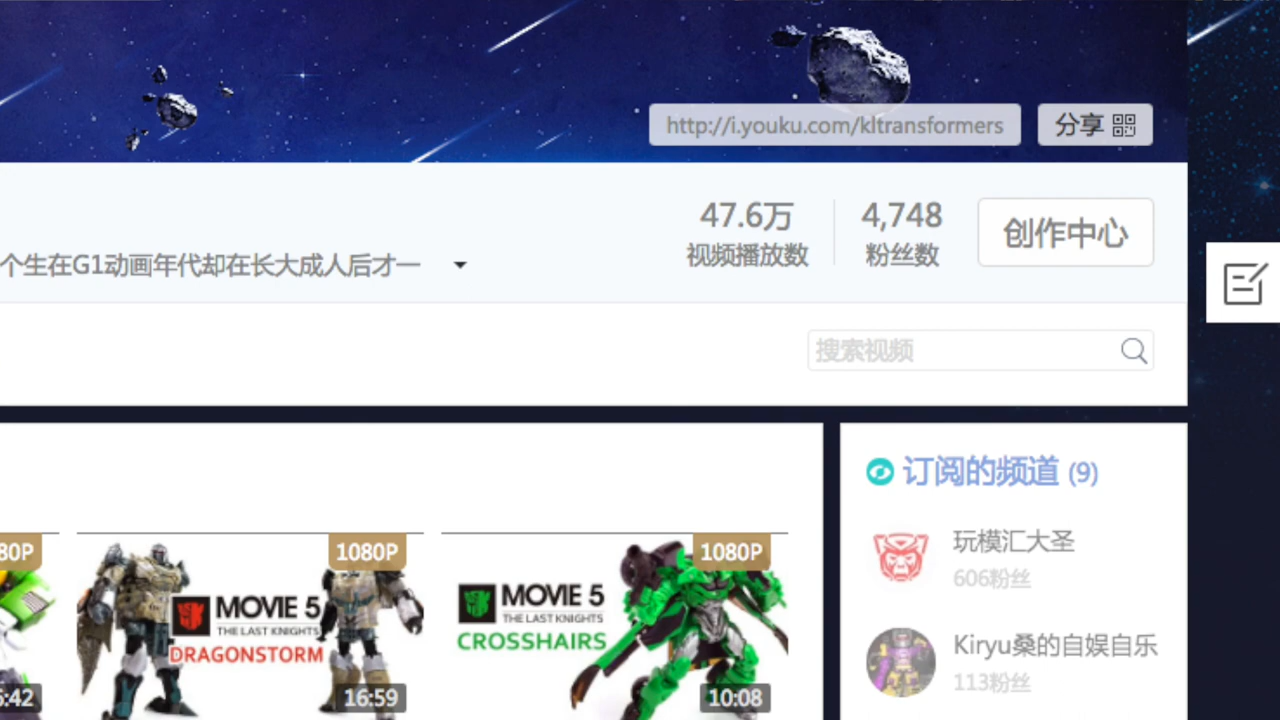 http://i.youku.com/kltransformers 分享
47.6万 4,748 创作中心
视频播放数 粉丝数
个生在G1动画年代却在长大成人后才一
搜索视频
订阅的频道 (9)
玩模汇大圣
606粉丝
Kiryu桑的自娱自乐
113粉丝
80P 1080P 1080P
MOVIE 5
THE LAST KNIGHTS
DRAGONSTORM
MOVIE 5
THE LAST KNIGHTS
CROSSHAIRS
:42 16:59 10:08